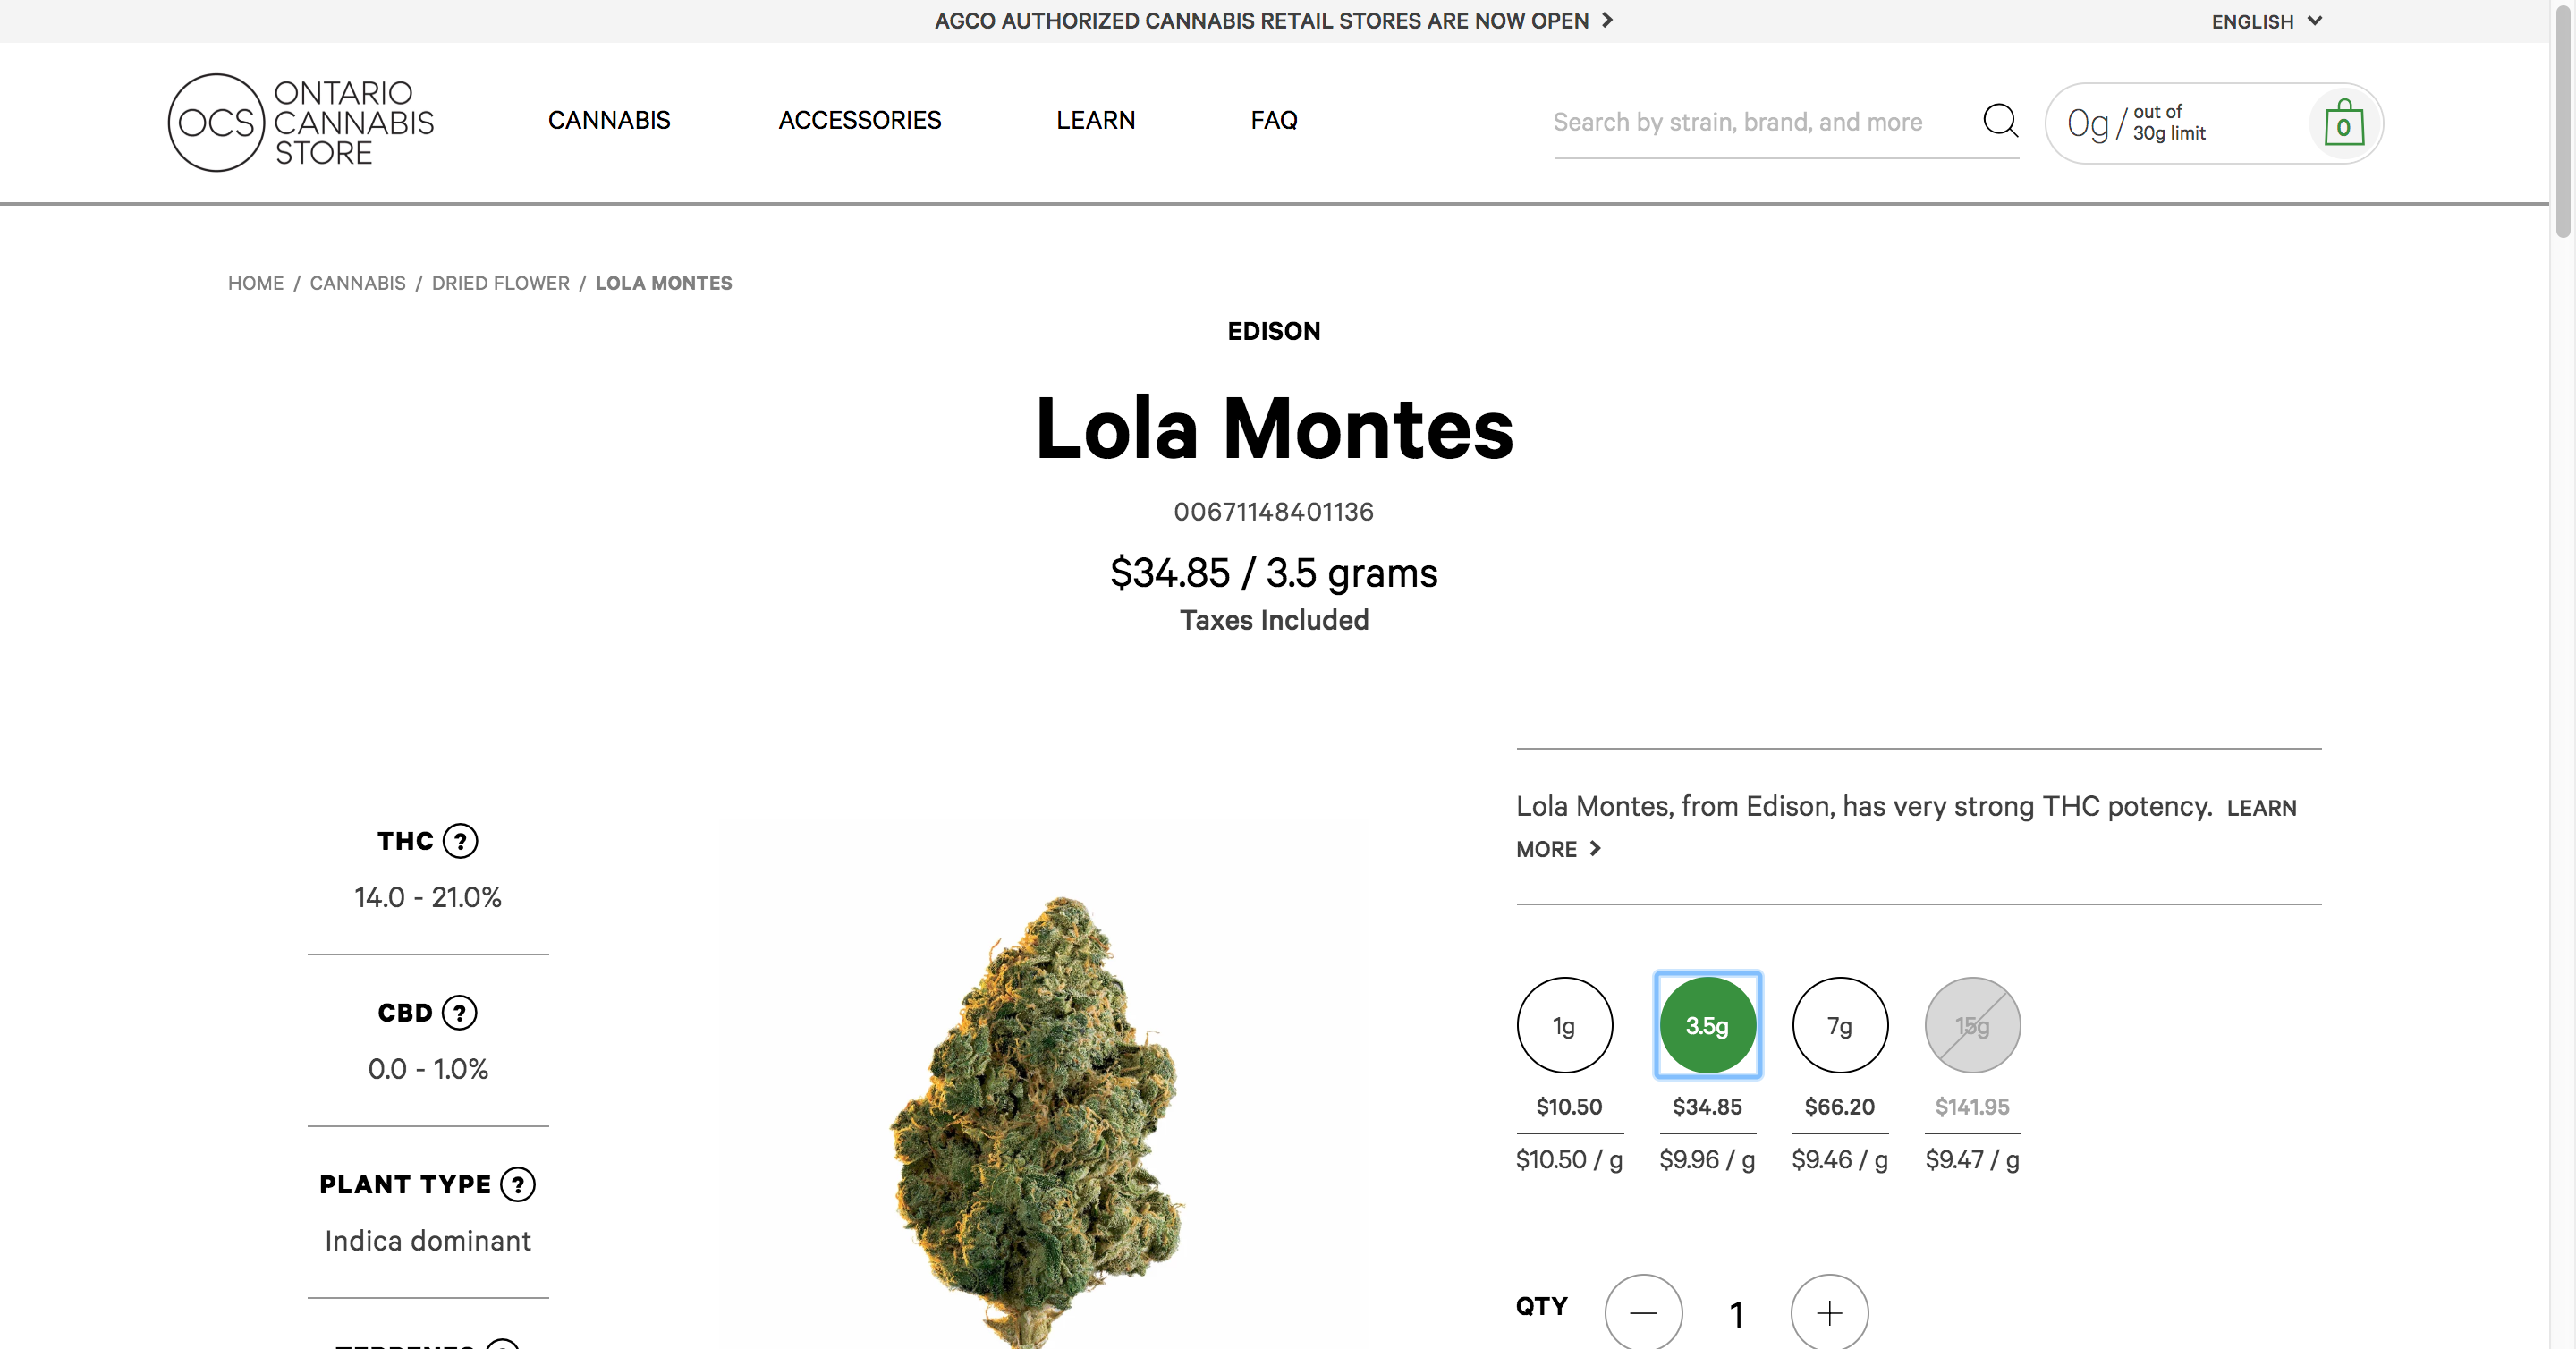 AGCO AUTHORIZED CANNABIS RETAIL STORES ARE NOW OPEN
ENGLISH
OCS
ONTARIO
CANNABIS
STORE
CANNABIS
ACCESSORIES
LEARN
FAQ
Search by strain, brand, and more
0g / out of
30g limit
0
HOME / CANNABIS / DRIED FLOWER / LOLA MONTES
EDISON
Lola Montes
00671148401136
$34.85 / 3.5 grams
Taxes Included
THC ?
14.0 - 21.0%
CBD ?
0.0 - 1.0%
PLANT TYPE ?
Indica dominant
Lola Montes, from Edison, has very strong THC potency. LEARN
MORE
1g 3.5g 7g 15g
$10.50 $34.85 $66.20 $141.95
$10.50 / g $9.96 / g $9.46 / g $9.47 / g
QTY 1